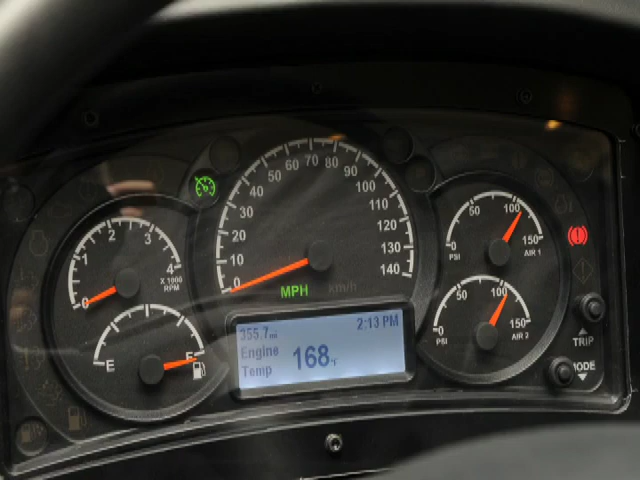 0 1 2 3 4
X 1000
RPM
E F
0 10 20 30 40 50 60 70 80 90 100 110 120 130 140
MPH km/h
355.7mi 2:13 PM
Engine
Temp 168°F
0 50 100 150
PSI AIR 1
0 50 100 150
PSI AIR 2
TRIP
MODE